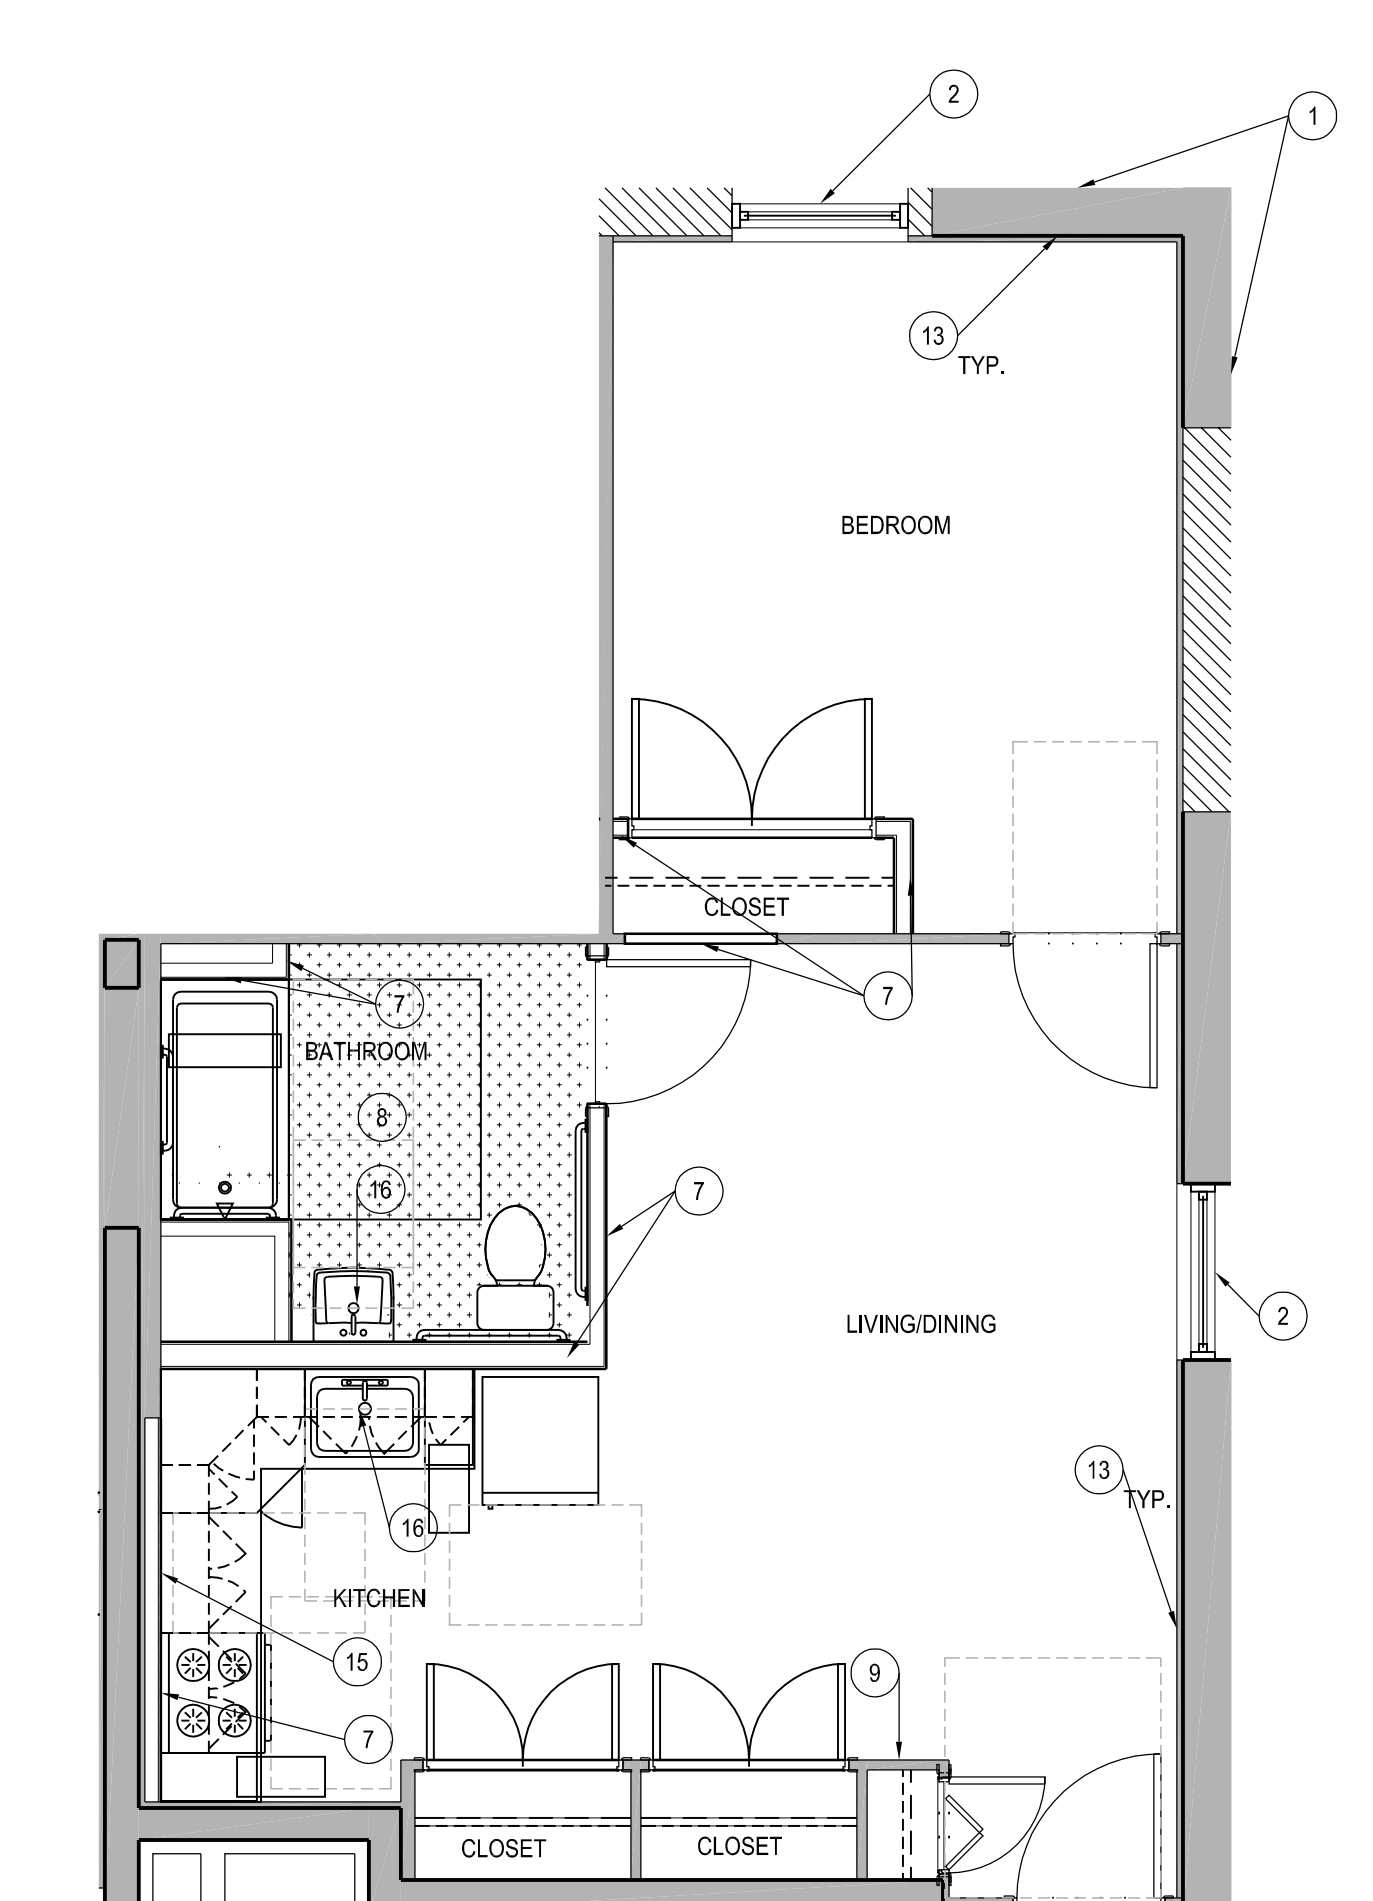 2
1
13
TYP.
BEDROOM
CLOSET
7
7
BATHROOM
8
16
7
LIVING/DINING
2
13
TYP.
16
KITCHEN
15
9
7
CLOSET
CLOSET